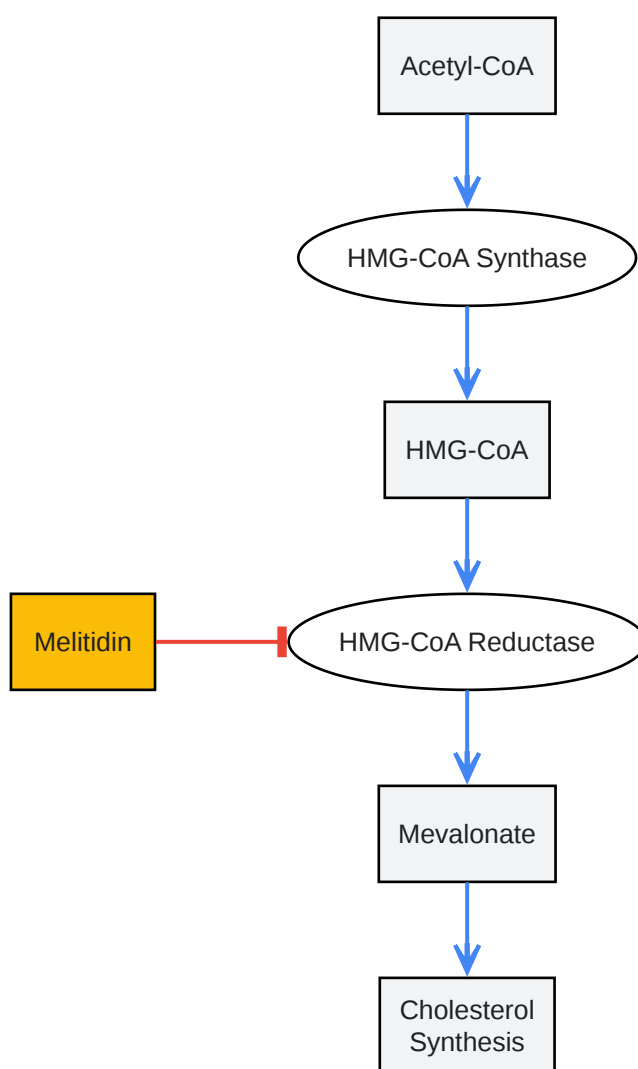 Acetyl-CoA
HMG-CoA Synthase
HMG-CoA
Melitidin
HMG-CoA Reductase
Mevalonate
Cholesterol
Synthesis